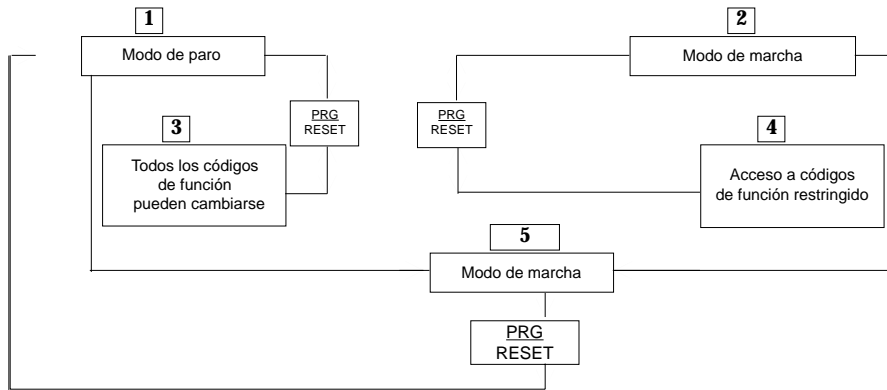 1
Modo de paro
2
Modo de marcha
PRG
RESET
PRG
RESET
3
Todos los códigos
de función
pueden cambiarse
4
Acceso a códigos
de función restringido
5
Modo de marcha
PRG
RESET